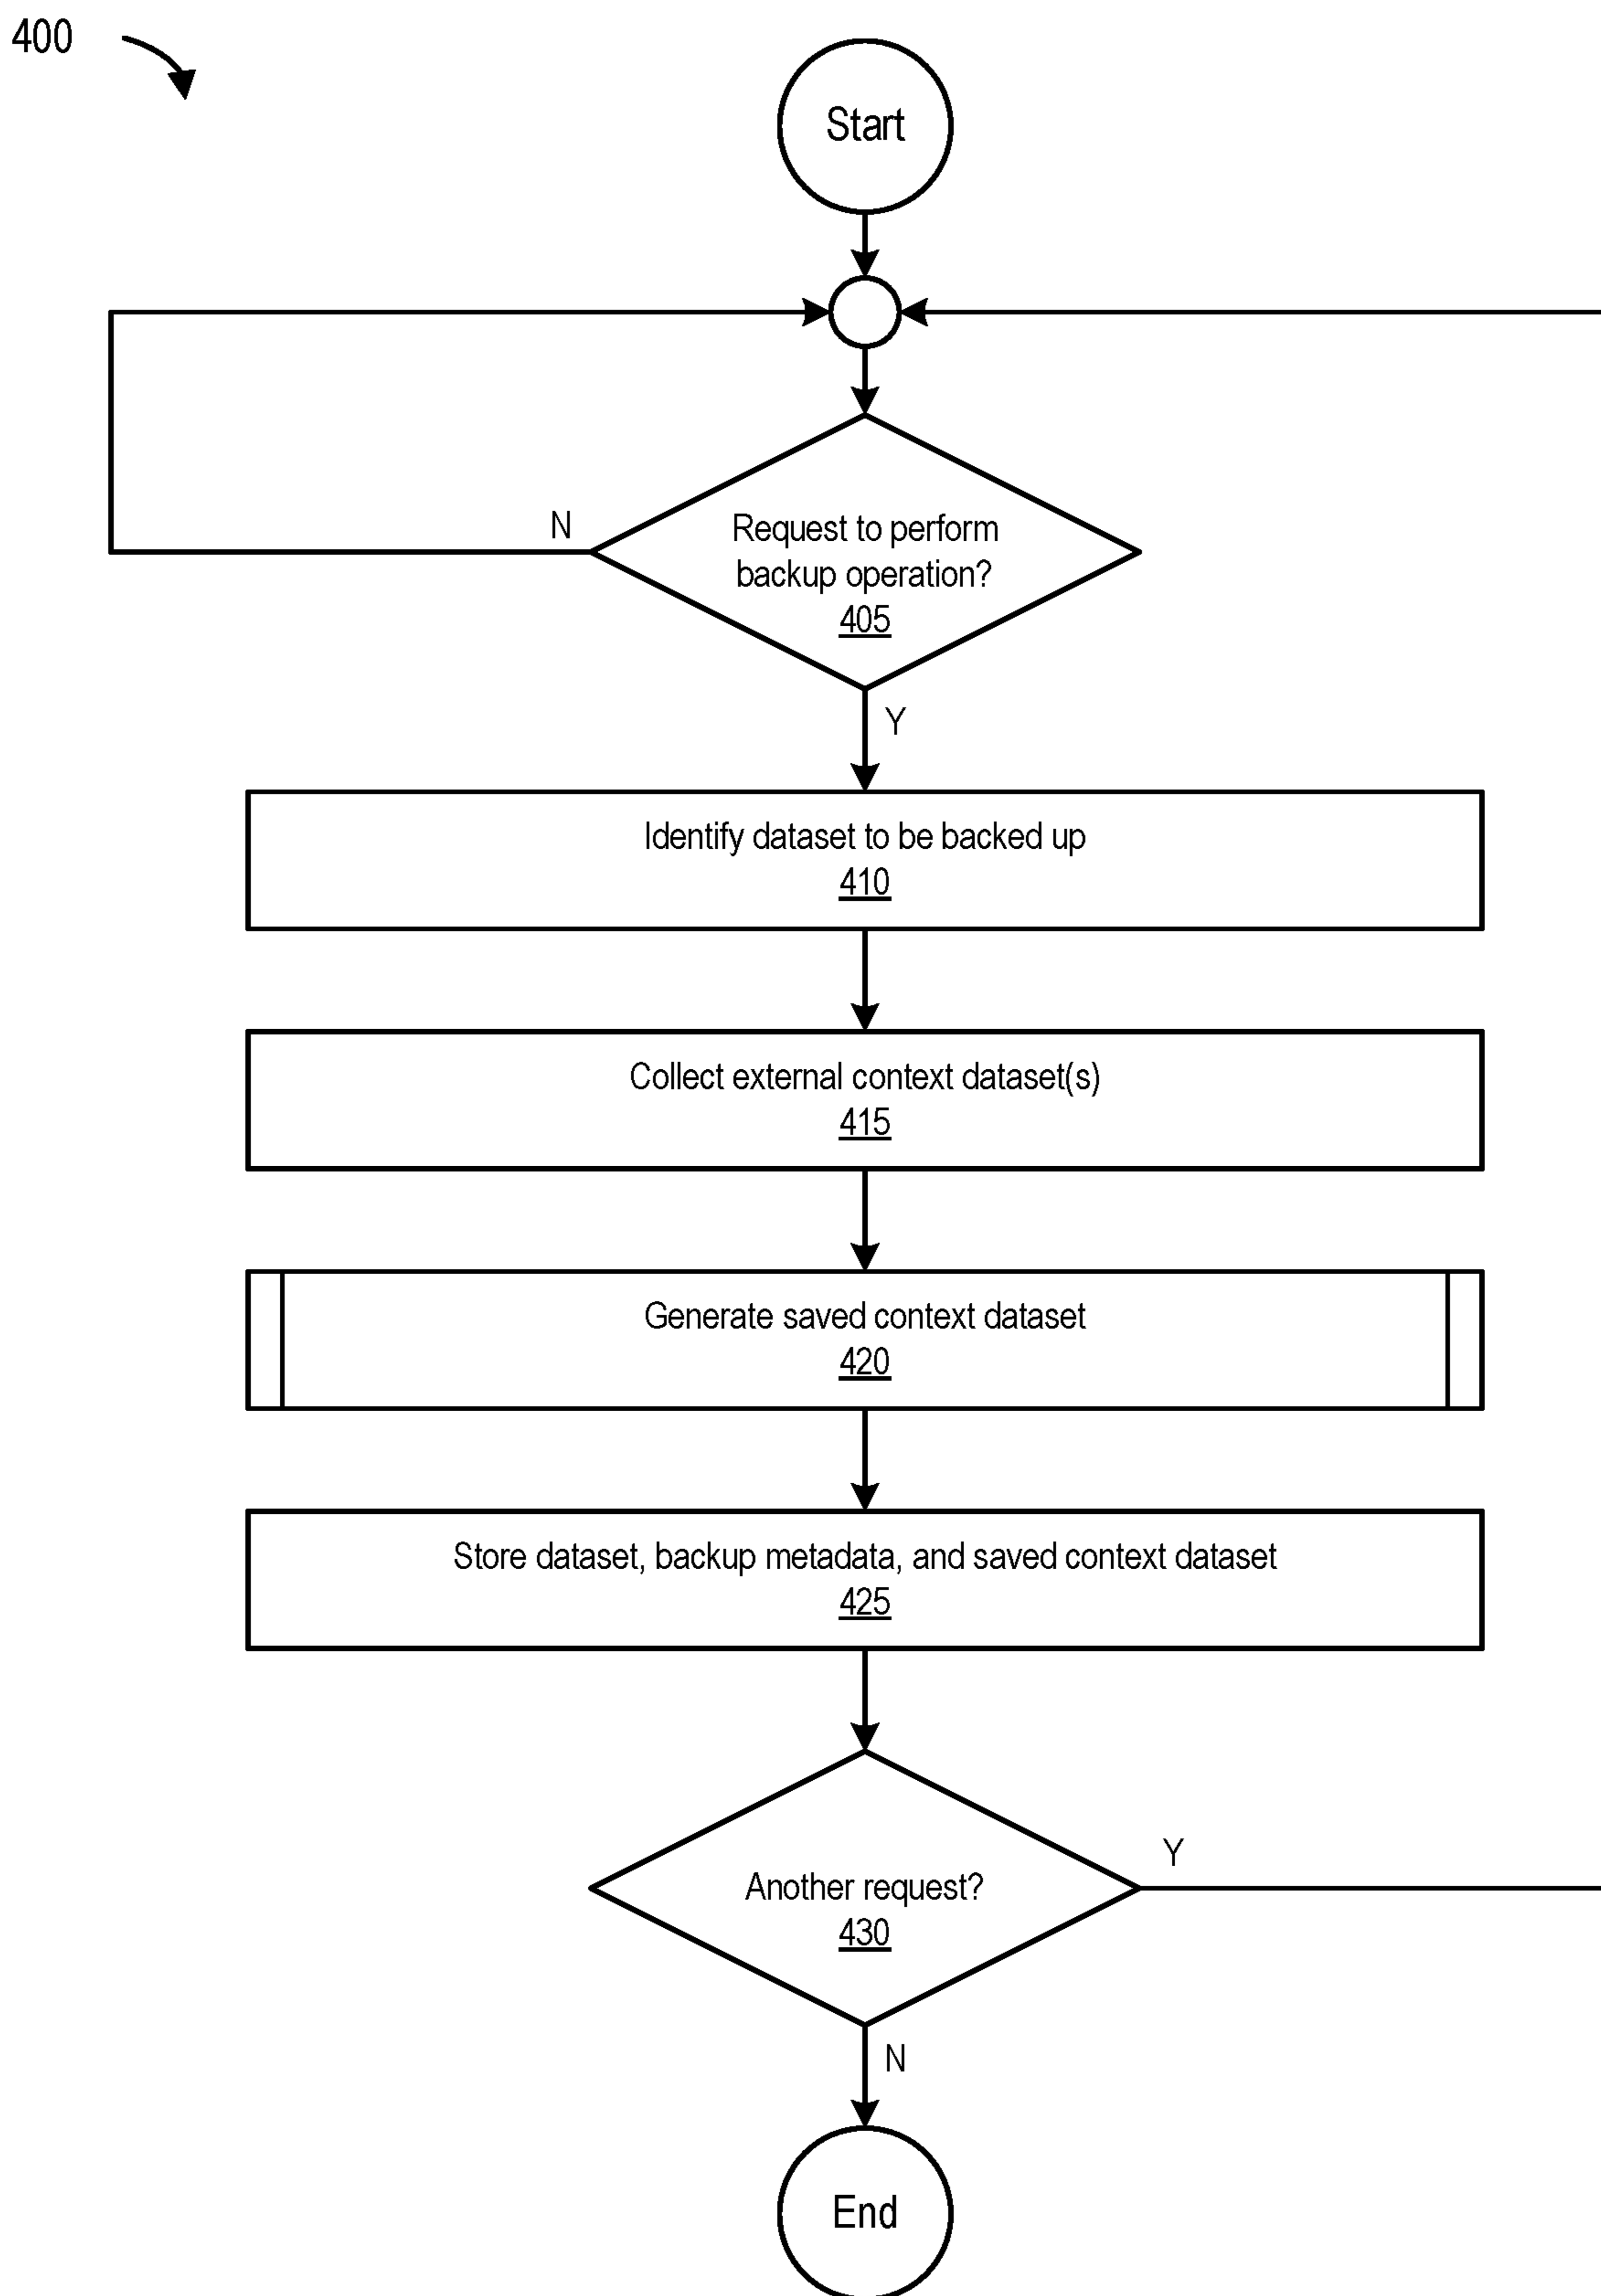 400
Start
N
Request to perform
backup operation?
405
Y
Identify dataset to be backed up
410
Collect external context dataset(s)
415
Generate saved context dataset
420
Store dataset, backup metadata, and saved context dataset
425
Y
Another request?
430
N
End